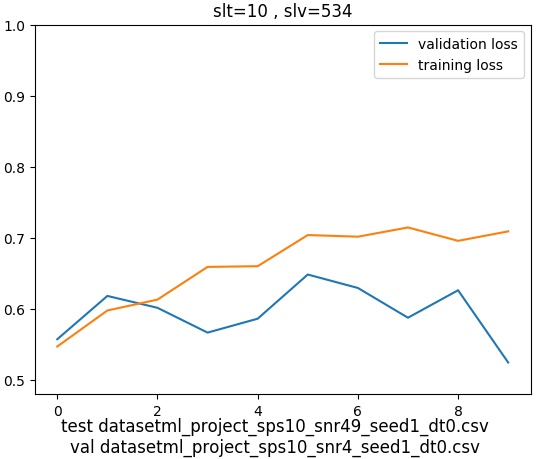 slt=10 , slv=534
1.0
0.9
0.8
0.7
0.6
0.5
validation loss
training loss
0 2 4 6 8
test datasetml_project_sps10_snr49_seed1_dt0.csv
val datasetml_project_sps10_snr4_seed1_dt0.csv